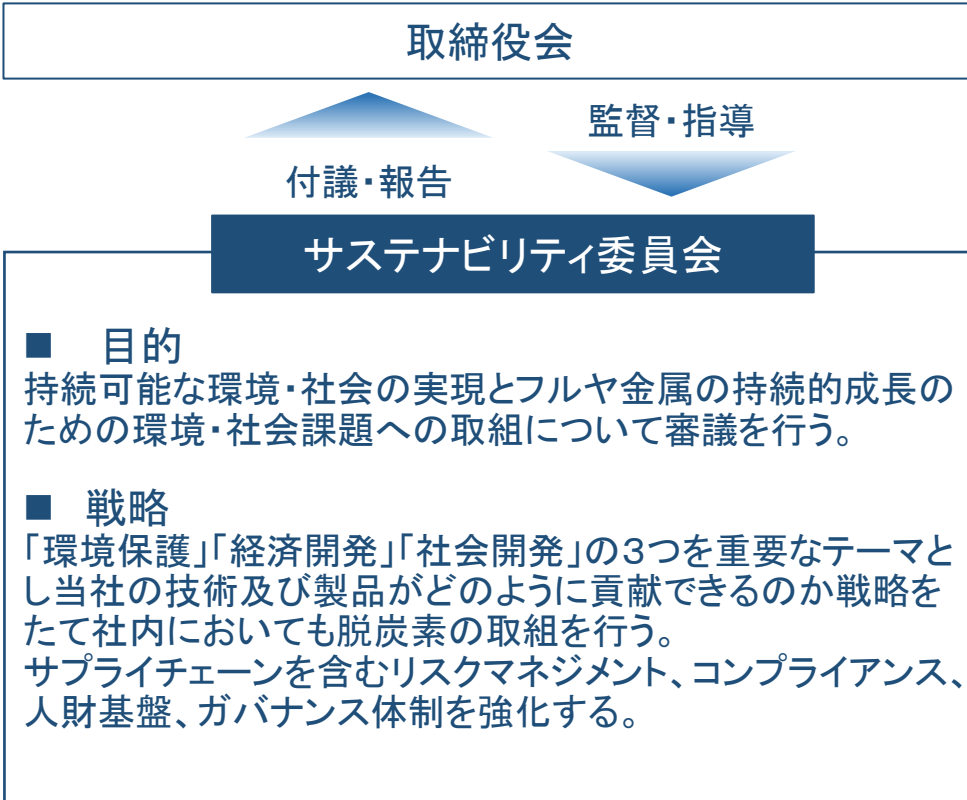 取締役会
監督・指導
付議・報告
サステナビリティ委員会
■ 目的
持続可能な環境・社会の実現とフルヤ金属の持続的成長の
ための環境・社会課題への取組について審議を行う。
■ 戦略
「環境保護」「経済開発」「社会開発」の3つを重要なテーマと
し当社の技術及び製品がどのように貢献できるのか戦略を
たて社内においても脱炭素の取組を行う。
サプライチェーンを含むリスクマネジメント、コンプライアンス、
人財基盤、ガバナンス体制を強化する。